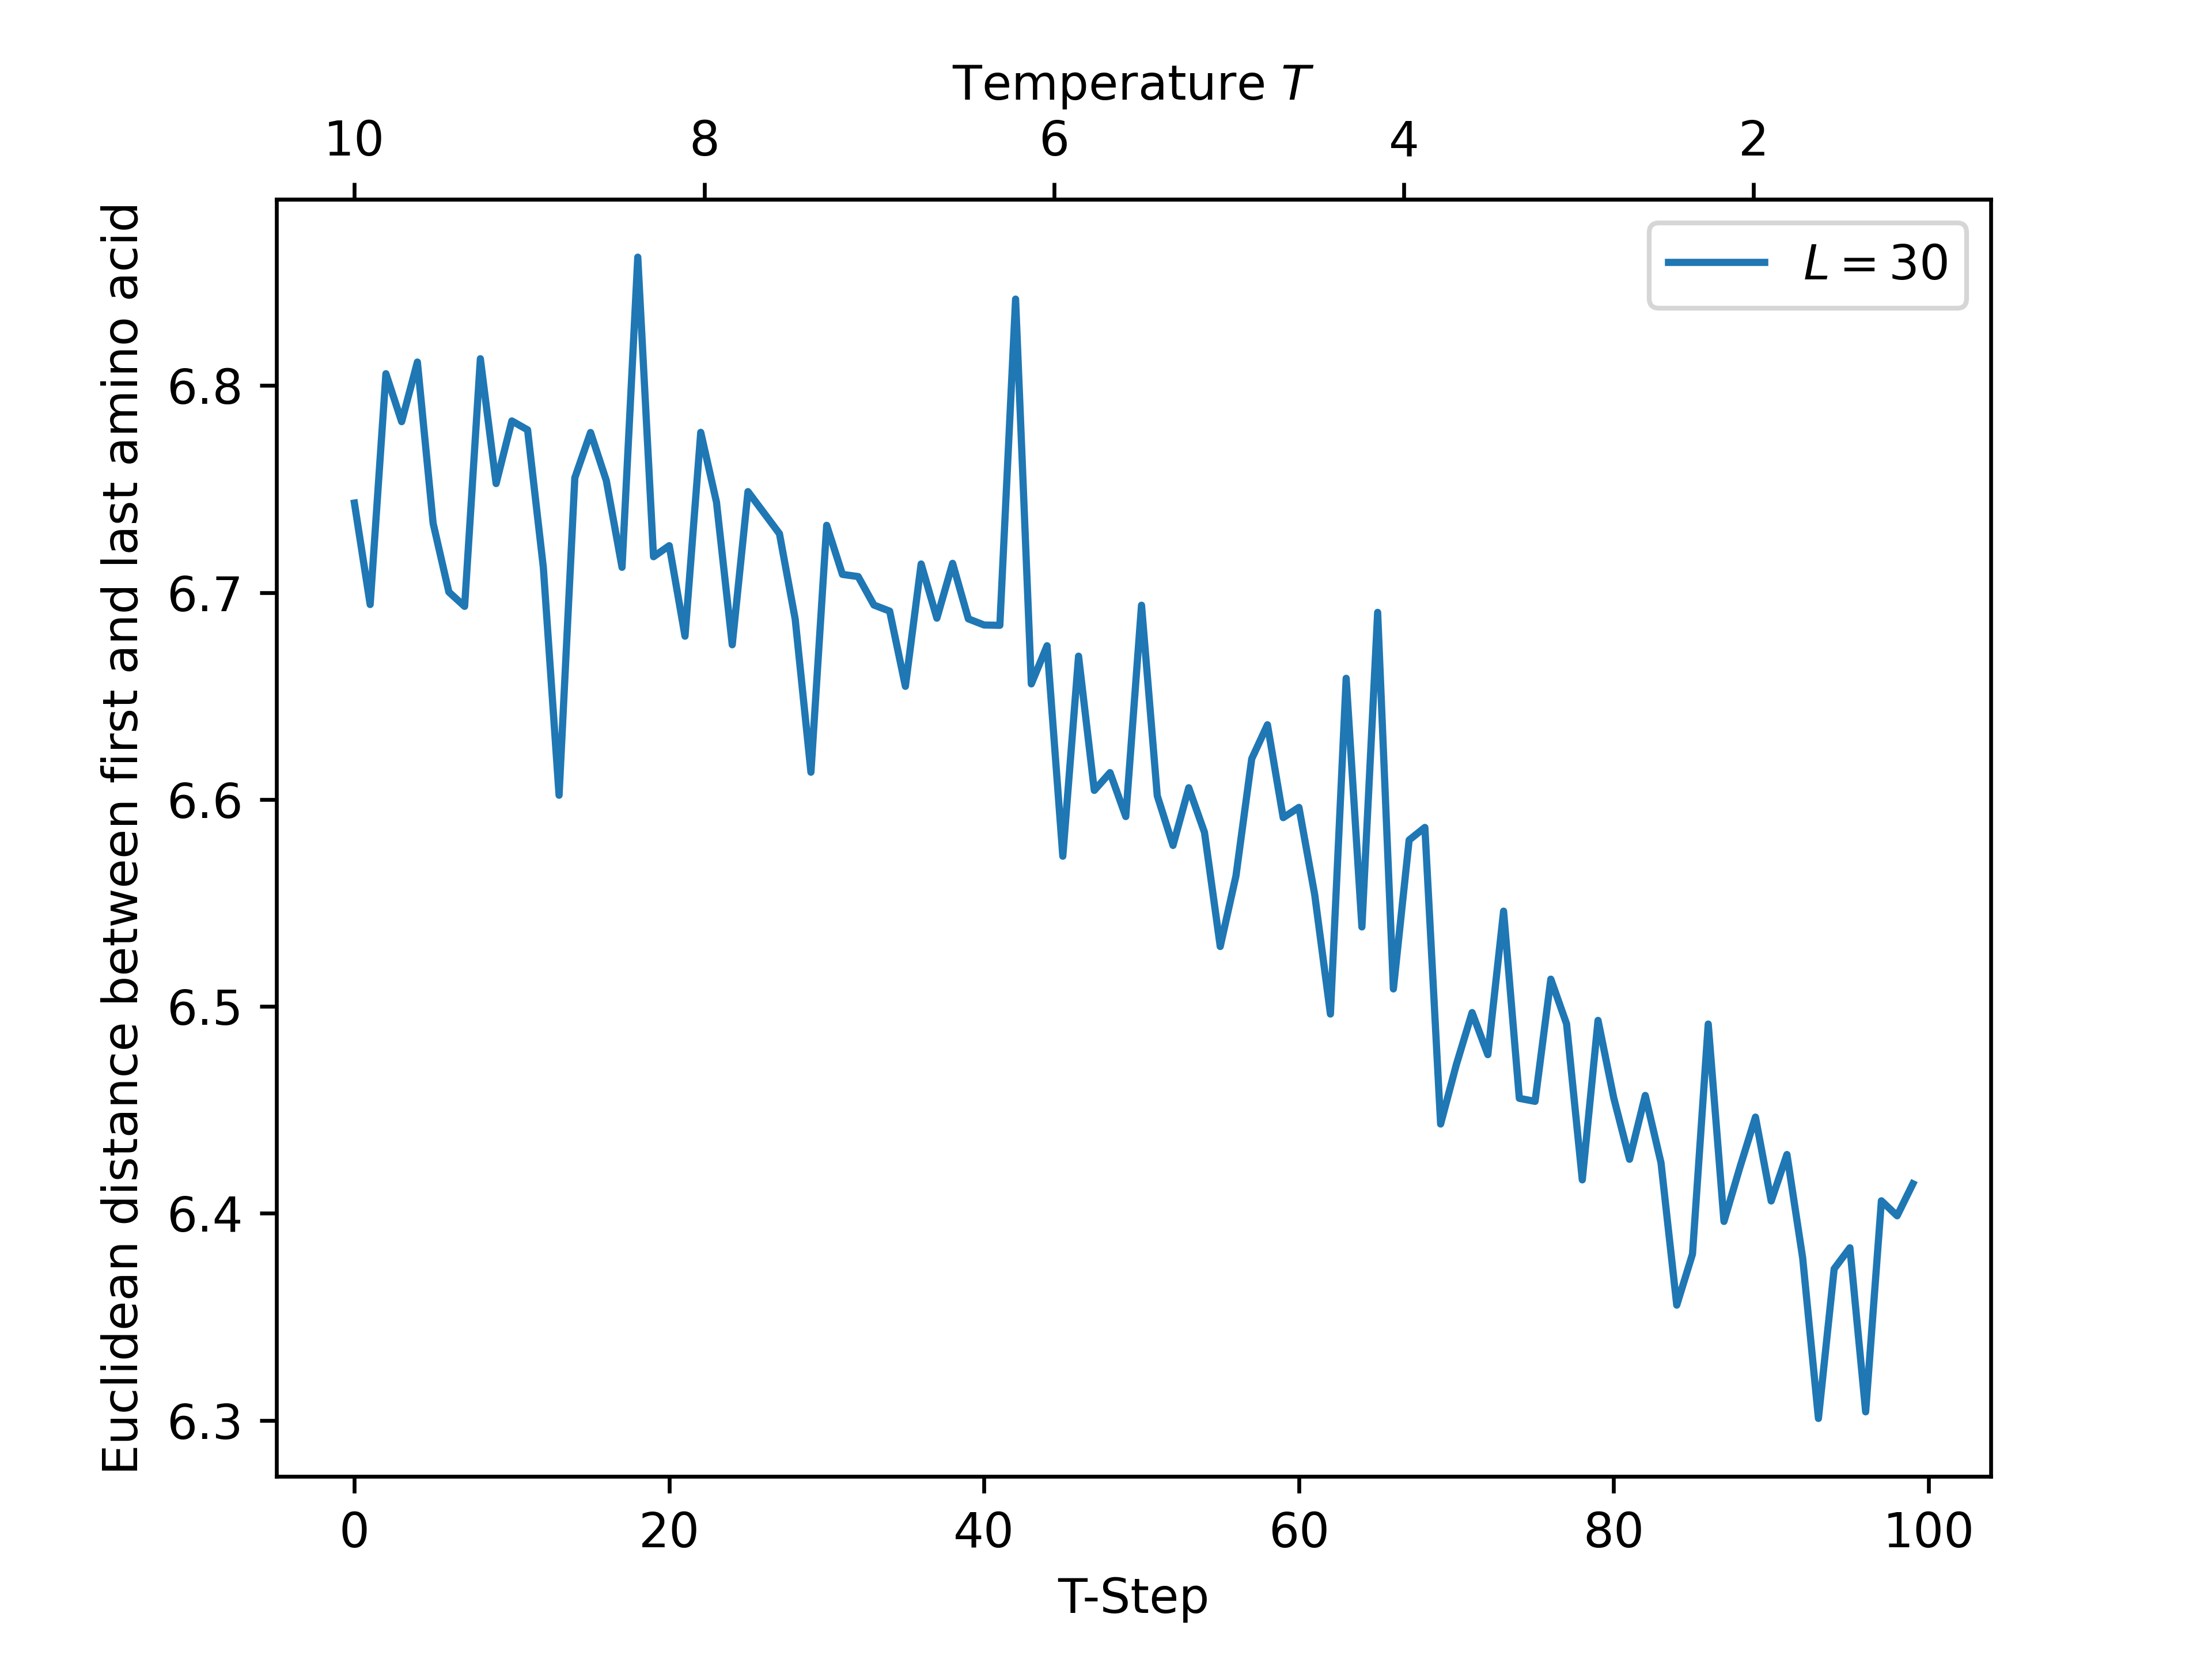 Temperature T
10 8 6 4 2
L = 30
Euclidean distance between first and last amino acid
6.8
6.7
6.6
6.5
6.4
6.3
0 20 40 60 80 100
T-Step